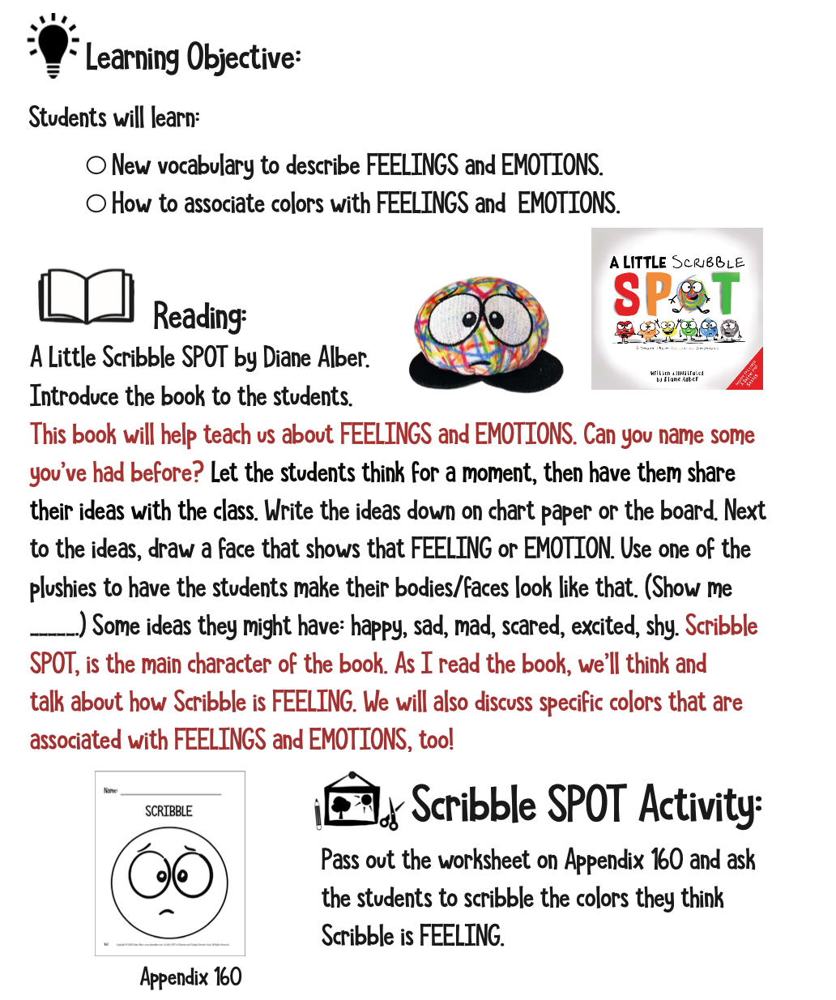 Learning Objective:
Students will learn:
New vocabulary to describe FEELINGS and EMOTIONS.
How to associate colors with FEELINGS and EMOTIONS.
A LITTLE SCRIBBLE
SPOT
written & illustrated
by Diane Alber
Reading:
A Little Scribble SPOT by Diane Alber.
Introduce the book to the students.
This book will help teach us about FEELINGS and EMOTIONS. Can you name some
you've had before? Let the students think for a moment, then have them share
their ideas with the class. Write the ideas down on chart paper or the board. Next
to the ideas, draw a face that shows that FEELING or EMOTION. Use one of the
plushies to have the students make their bodies/faces look like that. (Show me
_____.) Some ideas they might have: happy, sad, mad, scared, excited, shy. Scribble
SPOT, is the main character of the book. As I read the book, we'll think and
talk about how Scribble is FEELING. We will also discuss specific colors that are
associated with FEELINGS and EMOTIONS, too!
Name:
SCRIBBLE
160
Appendix 160
Scribble SPOT Activity:
Pass out the worksheet on Appendix 160 and ask
the students to scribble the colors they think
Scribble is FEELING.